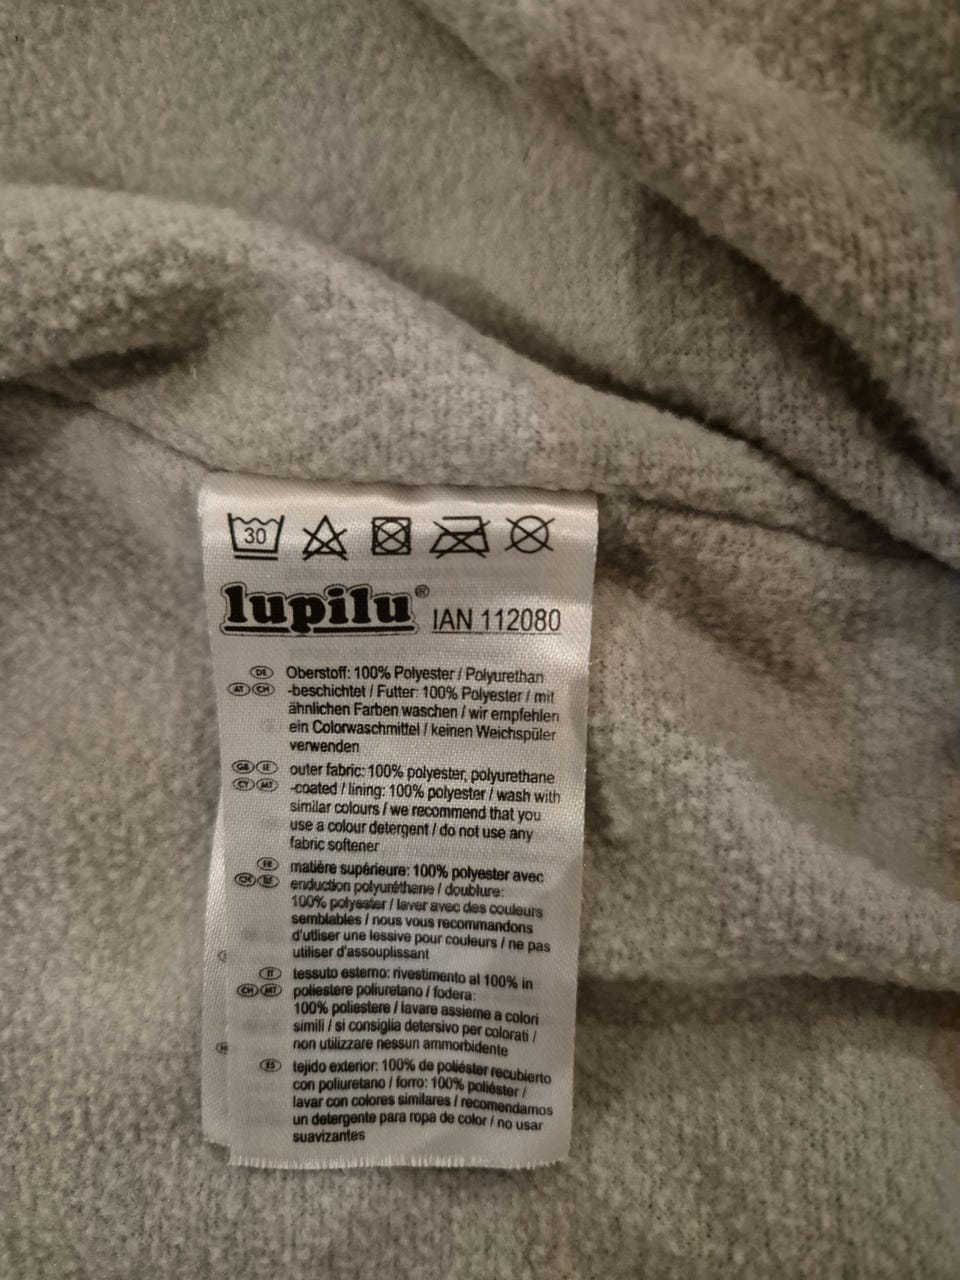 30
lupilu® IAN 112080
DE Oberstoff: 100% Polyester / Polyurethan
AT CH -beschichtet / Futter: 100% Polyester / mit
ähnlichen Farben waschen / wir empfehlen
ein Colorwaschmittel / keinen Weichspüler
verwenden
GB IE outer fabric: 100% polyester, polyurethane
CY MT -coated / lining: 100% polyester / wash with
similar colours / we recommend that you
use a colour detergent / do not use any
fabric softener
FR matière supérieure: 100% polyester avec
CH BE enduction polyuréthane / doublure:
100% polyester / laver avec des couleurs
semblables / nous vous recommandons
d'utliser une lessive pour couleurs / ne pas
utiliser d'assouplissant
IT tessuto esterno: rivestimento al 100% in
CH MT poliestere poliuretano / fodera:
100% poliestere / lavare assieme a colori
simili / si consiglia detersivo per colorati /
non utilizzare nessun ammorbidente
ES tejido exterior: 100% de poliéster recubierto
con poliuretano / forro: 100% poliéster /
lavar con colores similares / recomendamos
un detergente para ropa de color / no usar
suavizantes